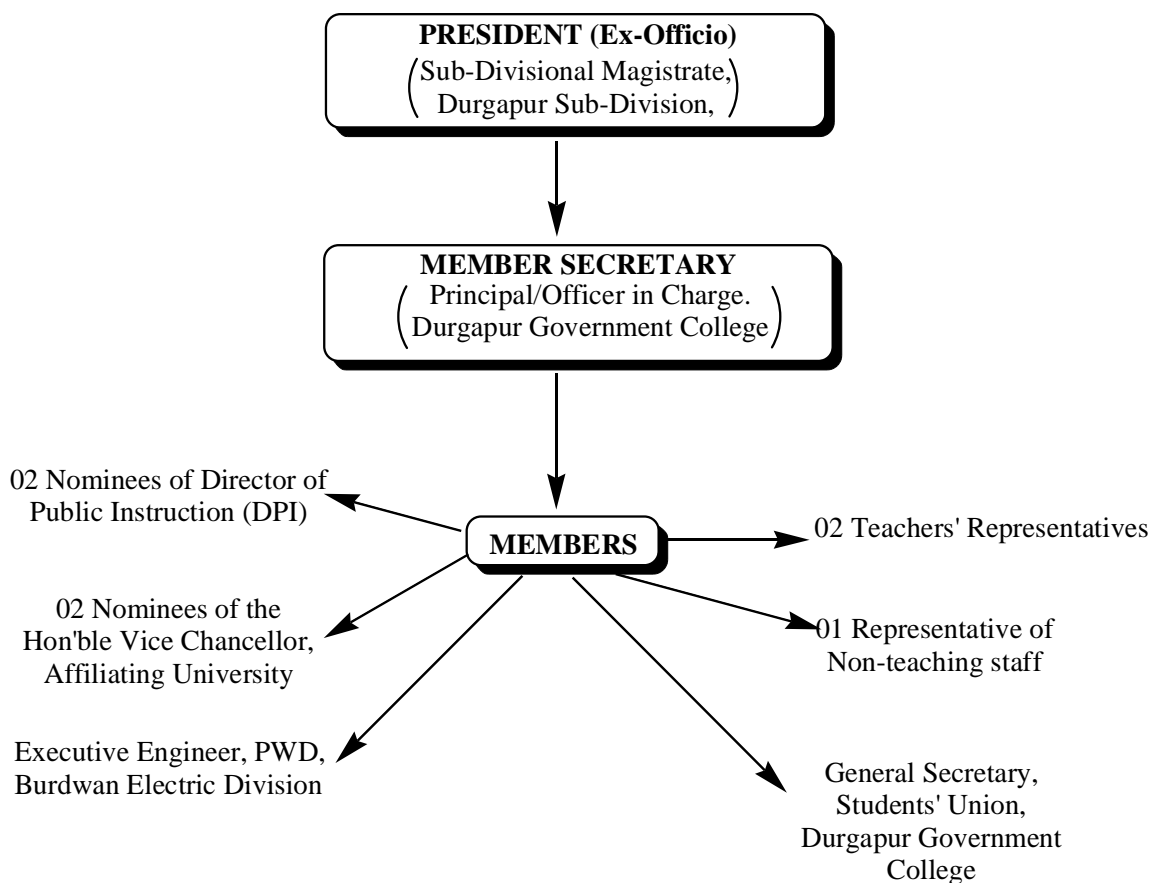 PRESIDENT (Ex-Officio)
(Sub-Divisional Magistrate,
Durgapur Sub-Division,)
MEMBER SECRETARY
(Principal/Officer in Charge.
Durgapur Government College)
MEMBERS
02 Nominees of Director of
Public Instruction (DPI)
02 Nominees of the
Hon'ble Vice Chancellor,
Affiliating University
Executive Engineer, PWD,
Burdwan Electric Division
02 Teachers' Representatives
01 Representative of
Non-teaching staff
General Secretary,
Students' Union,
Durgapur Government
College